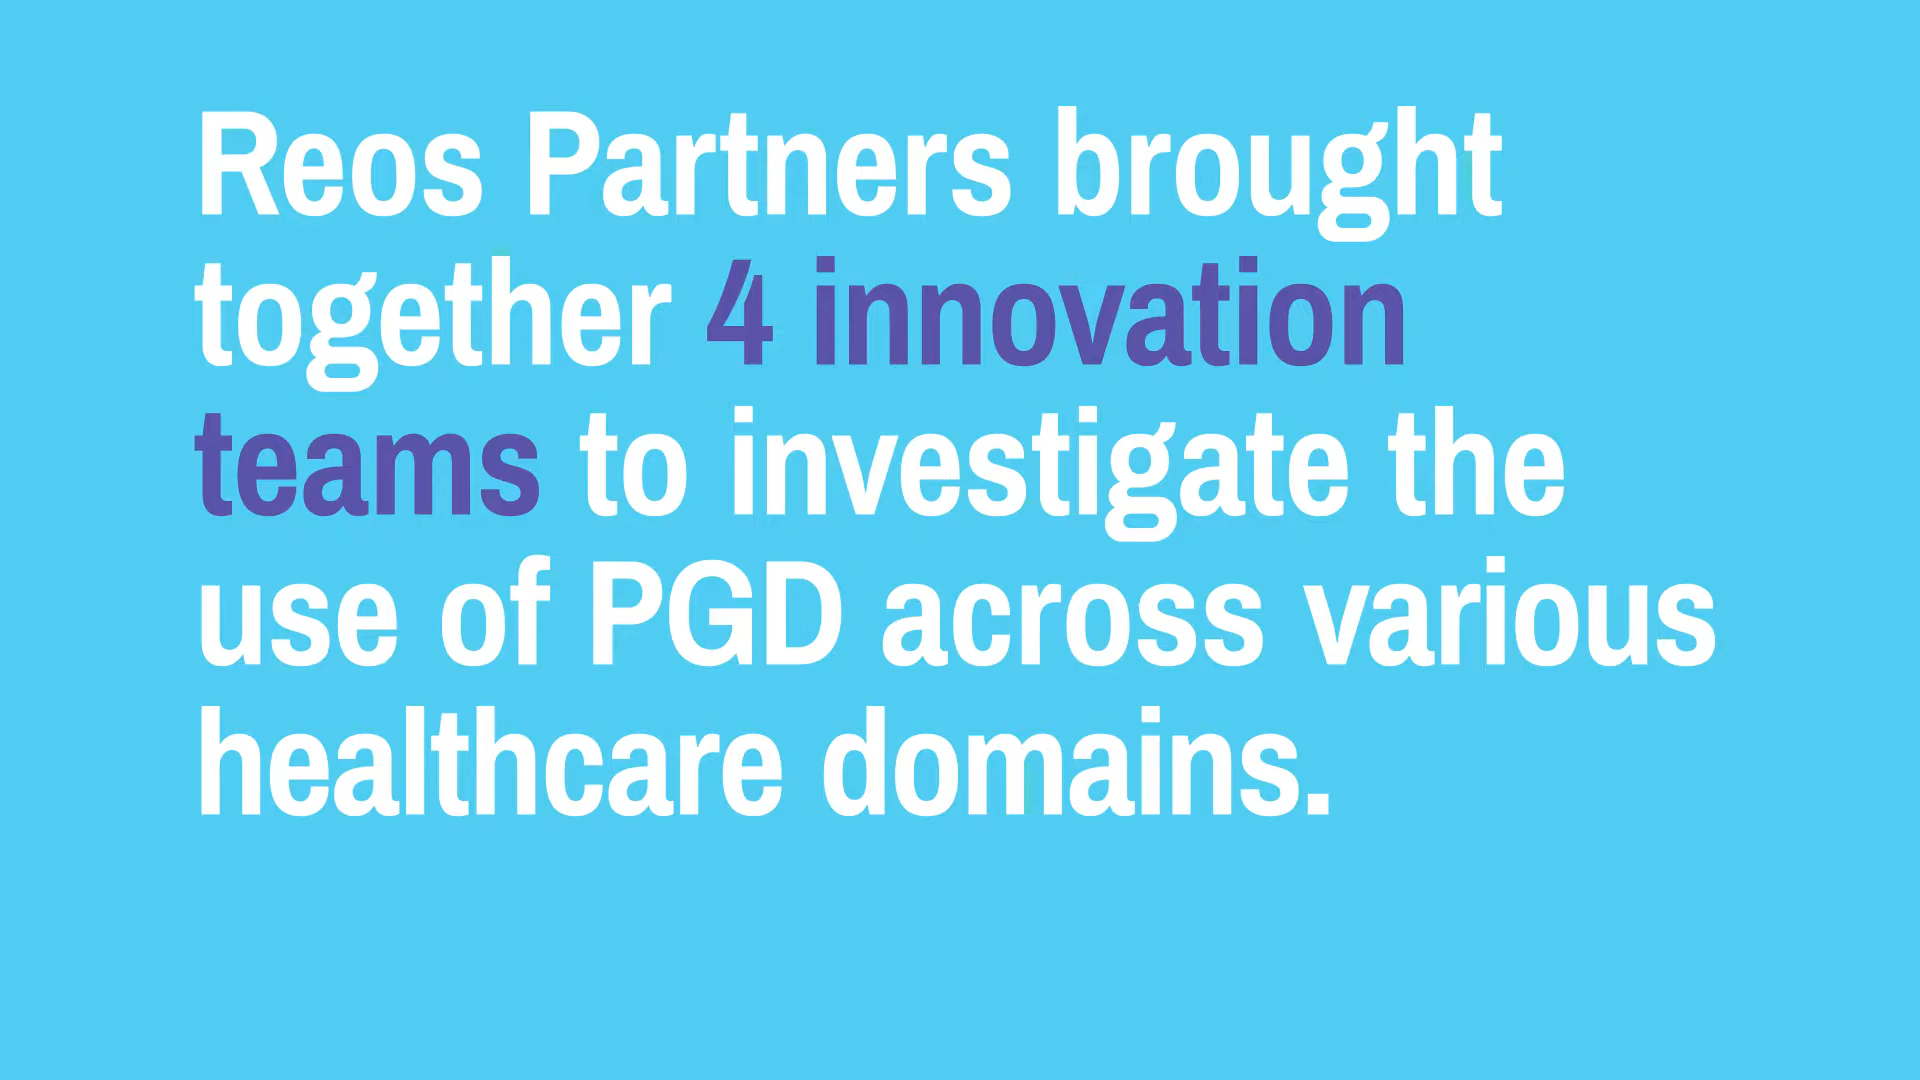 Reos Partners brought
together 4 innovation
teams to investigate the
use of PGD across various
healthcare domains.